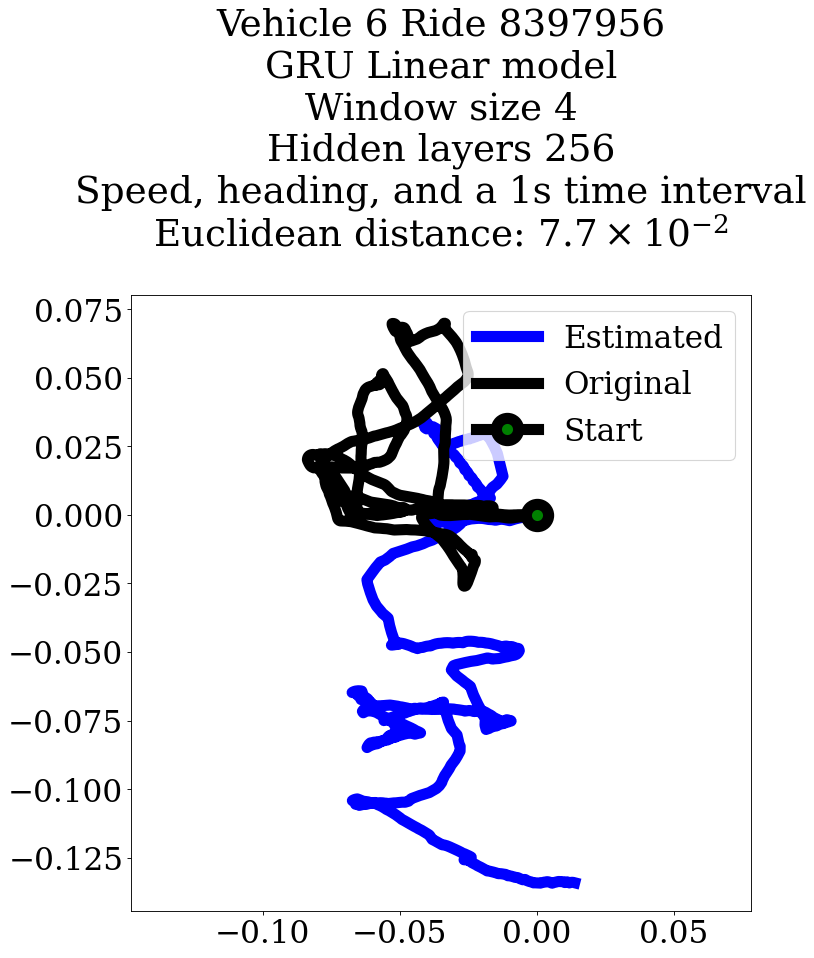 Vehicle 6 Ride 8397956
GRU Linear model
Window size 4
Hidden layers 256
Speed, heading, and a 1s time interval
Euclidean distance: 7.7 × 10⁻²
Estimated
Original
Start
0.075
0.050
0.025
0.000
−0.025
−0.050
−0.075
−0.100
−0.125
−0.10 −0.05 0.00 0.05